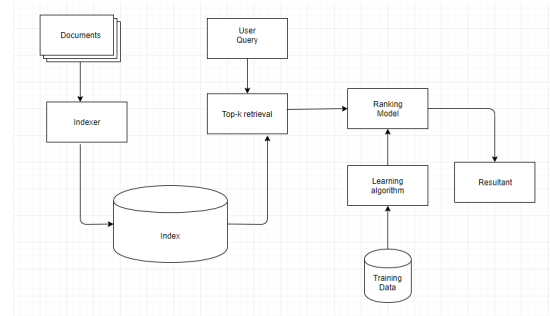 Documents
User
Query
Indexer
Top-k retrieval
Ranking
Model
Learning
algorithm
Resultant
Index
Training
Data